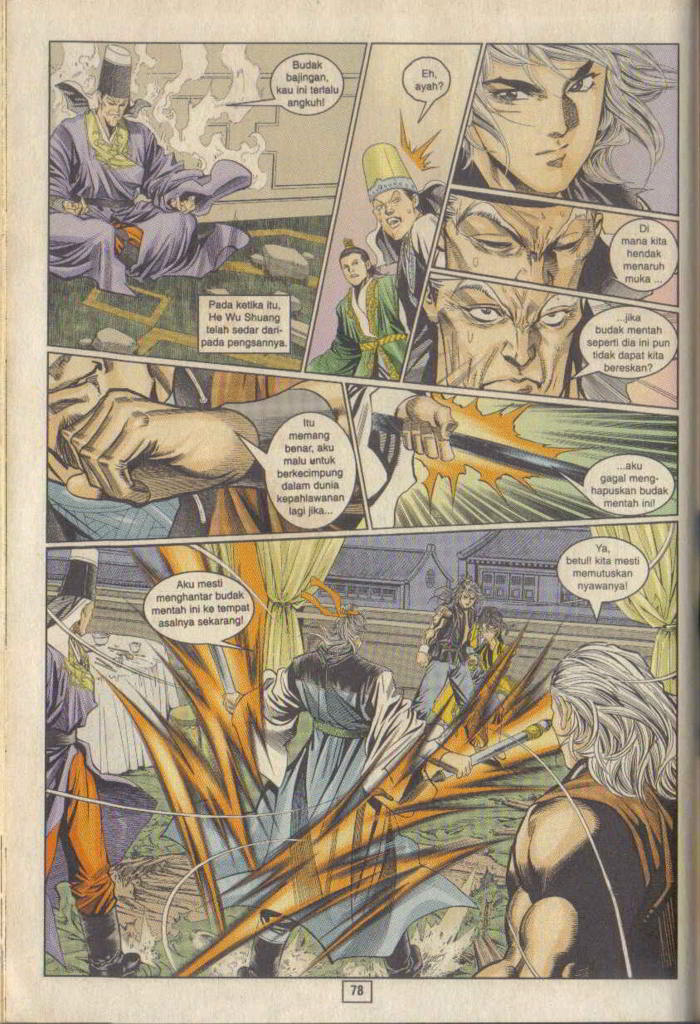 Budak
bajingan,
kau ini terlalu
angkuh!
Eh,
ayah?
Pada ketika itu,
He Wu Shuang
telah sedar dari-
pada pengsannya.
Di
mana kita
hendak
menaruh
muka ...
...jika
budak mentah
seperti dia ini pun
tidak dapat kita
bereskan?
Itu
memang
benar, aku
malu untuk
berkecimpung
dalam dunia
kepahlawanan
lagi jika...
...aku
gagal meng-
hapuskan budak
mentah ini!
Aku mesti
menghantar budak
mentah ini ke tempat
asalnya sekarang!
Ya,
betul! kita mesti
memutuskan
nyawanya!
78